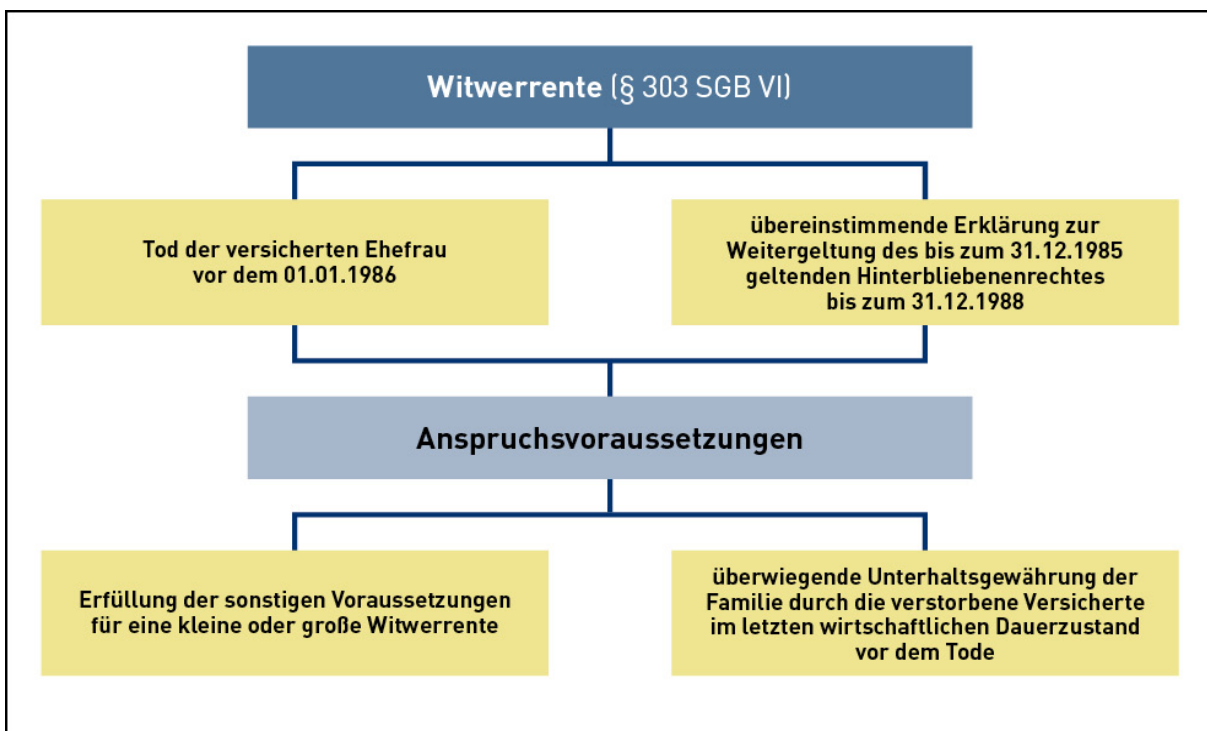 Witwerrente (§ 303 SGB VI)
Tod der versicherten Ehefrau
vor dem 01.01.1986
übereinstimmende Erklärung zur
Weitergeltung des bis zum 31.12.1985
geltenden Hinterbliebenenrechtes
bis zum 31.12.1988
Anspruchsvoraussetzungen
Erfüllung der sonstigen Voraussetzungen
für eine kleine oder große Witwerrente
überwiegende Unterhaltsgewährung der
Familie durch die verstorbene Versicherte
im letzten wirtschaftlichen Dauerzustand
vor dem Tode